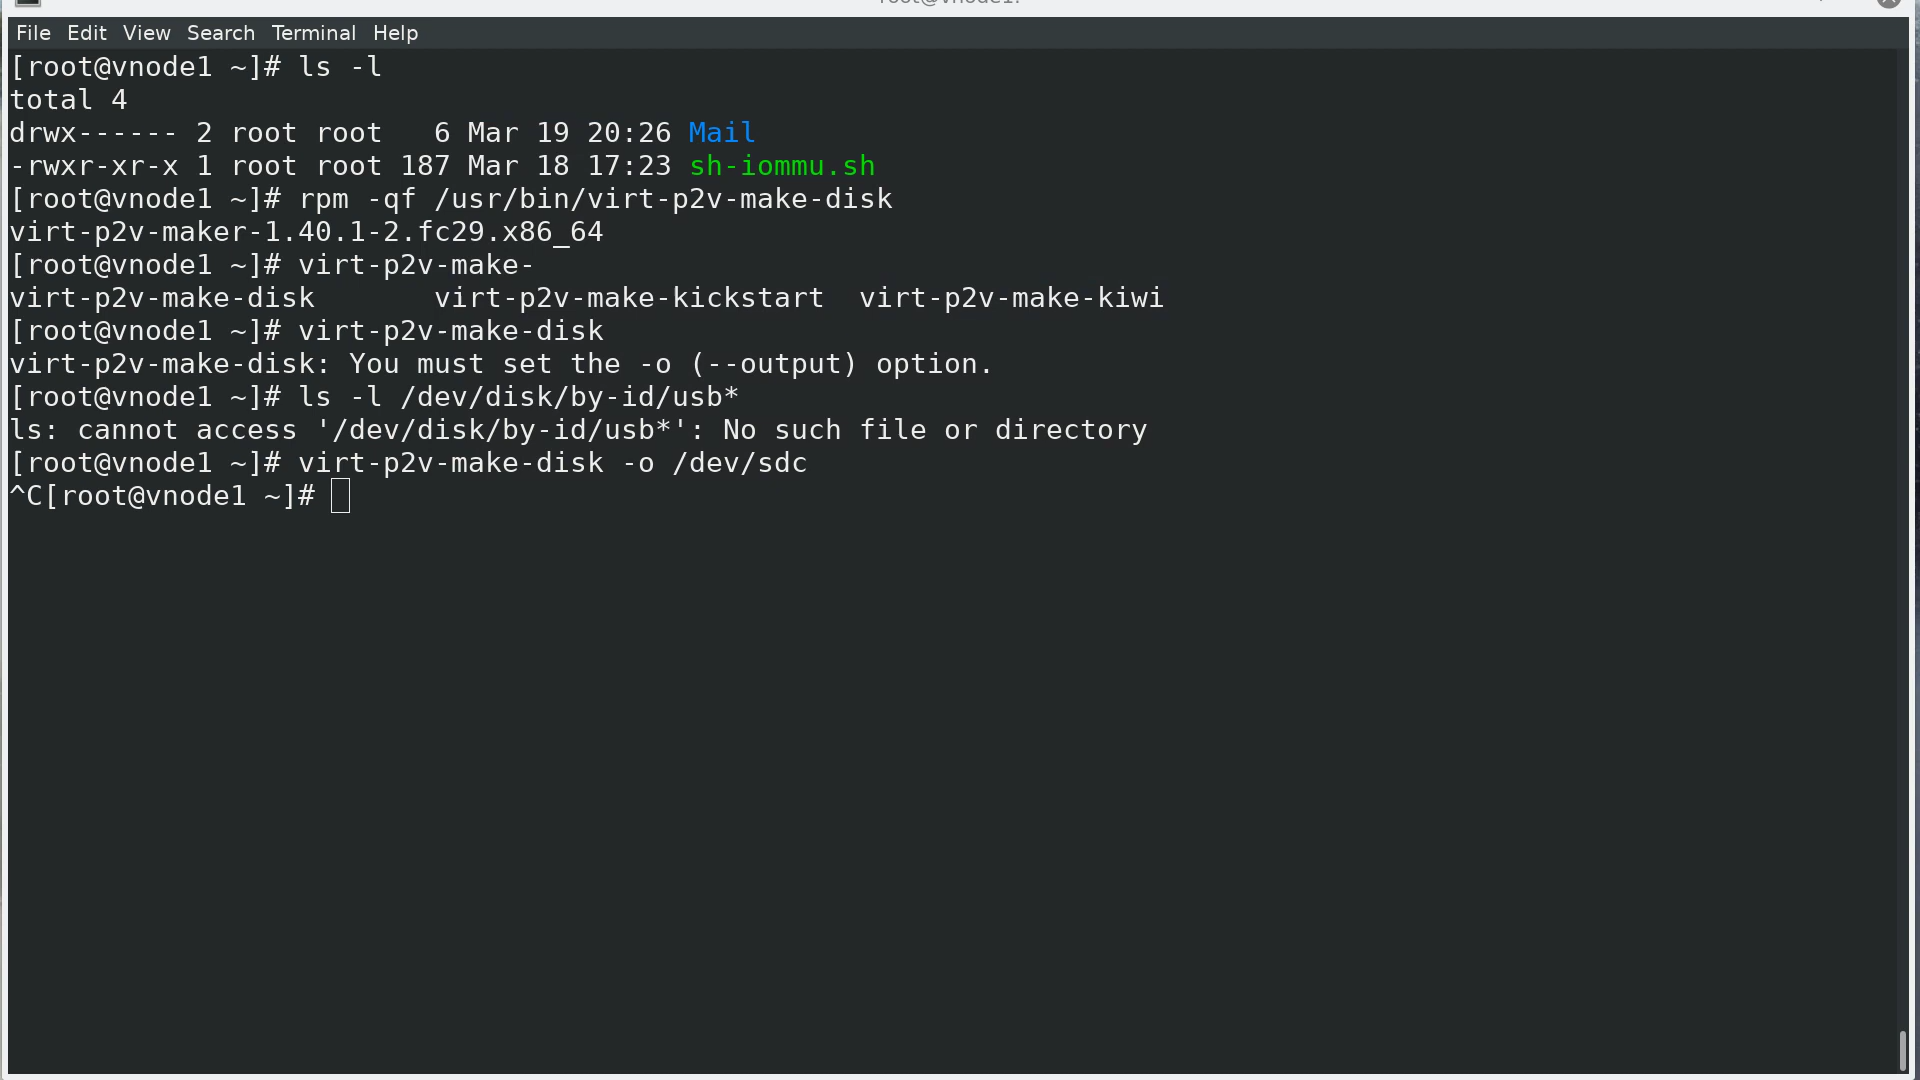 File Edit View Search Terminal Help
[root@vnode1 ~]# ls -l
total 4
drwx------ 2 root root   6 Mar 19 20:26 Mail
-rwxr-xr-x 1 root root 187 Mar 18 17:23 sh-iommu.sh
[root@vnode1 ~]# rpm -qf /usr/bin/virt-p2v-make-disk
virt-p2v-maker-1.40.1-2.fc29.x86_64
[root@vnode1 ~]# virt-p2v-make-
virt-p2v-make-disk       virt-p2v-make-kickstart  virt-p2v-make-kiwi
[root@vnode1 ~]# virt-p2v-make-disk
virt-p2v-make-disk: You must set the -o (--output) option.
[root@vnode1 ~]# ls -l /dev/disk/by-id/usb*
ls: cannot access '/dev/disk/by-id/usb*': No such file or directory
[root@vnode1 ~]# virt-p2v-make-disk -o /dev/sdc
^C[root@vnode1 ~]#